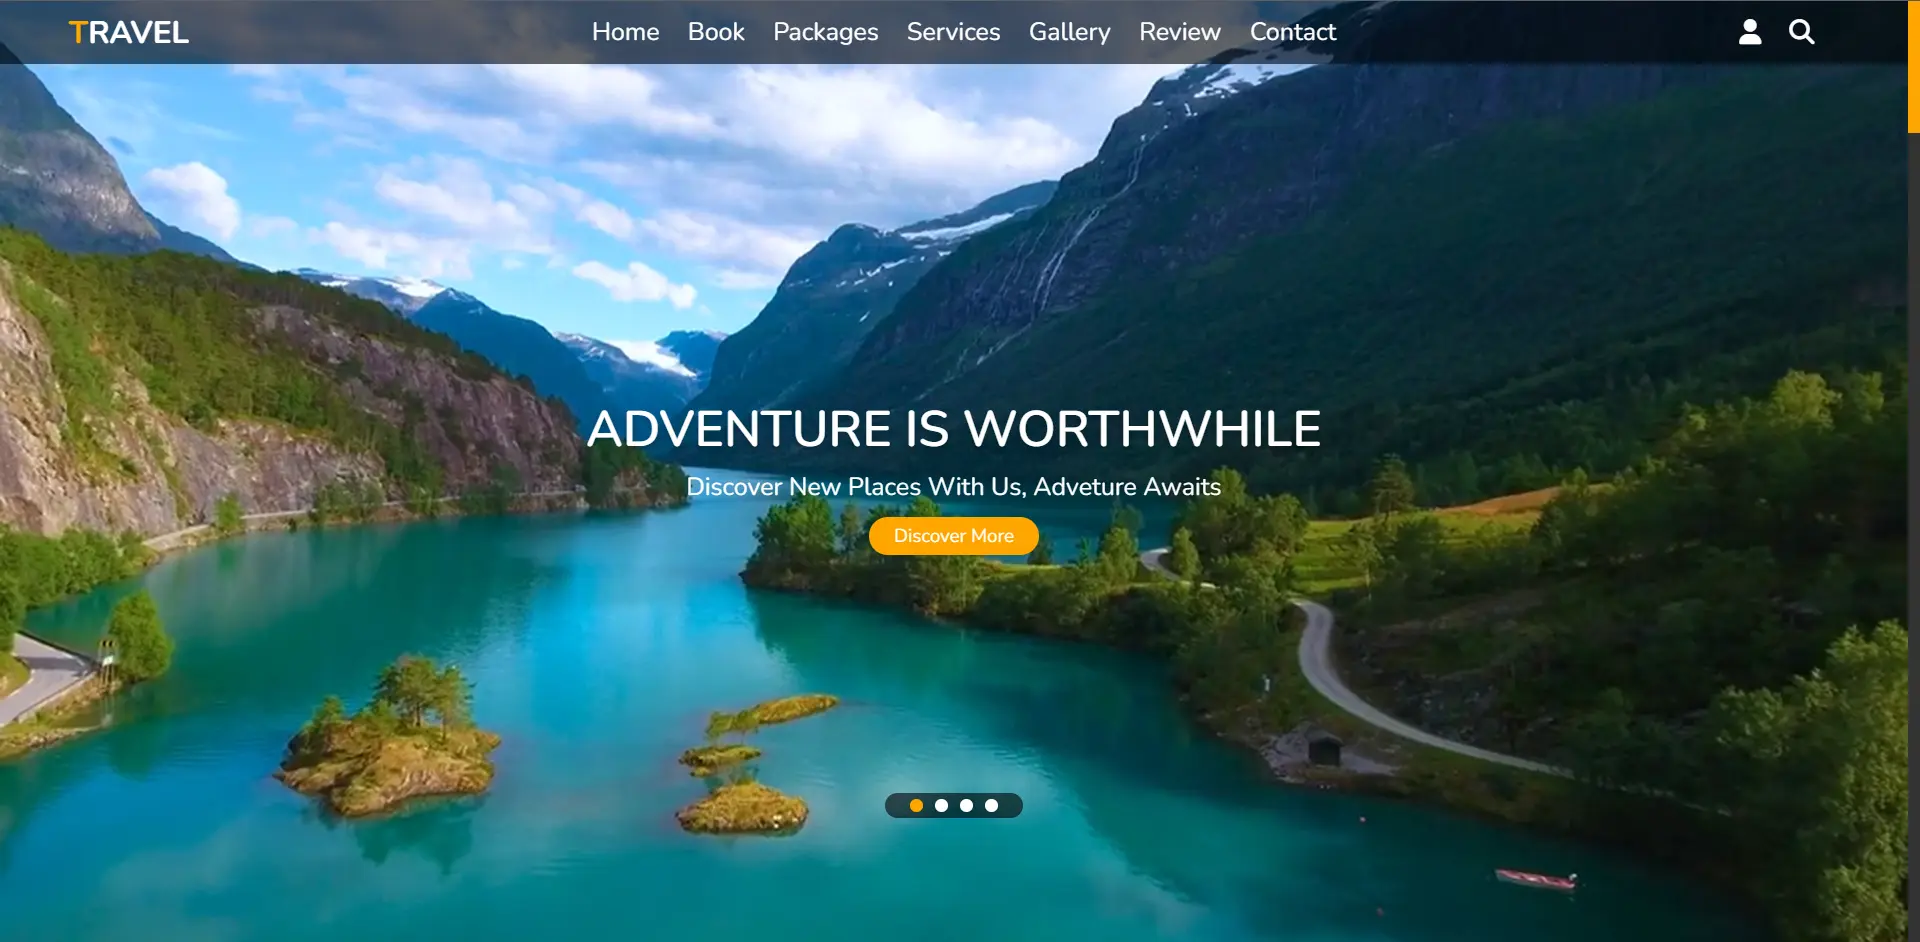 TRAVEL
Home Book Packages Services Gallery Review Contact
ADVENTURE IS WORTHWHILE
Discover New Places With Us, Adveture Awaits
Discover More